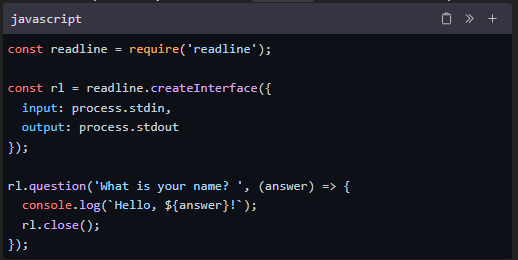 javascript
const readline = require('readline');
const rl = readline.createInterface({
  input: process.stdin,
  output: process.stdout
});
rl.question('What is your name? ', (answer) => {
  console.log(`Hello, ${answer}!`);
  rl.close();
});